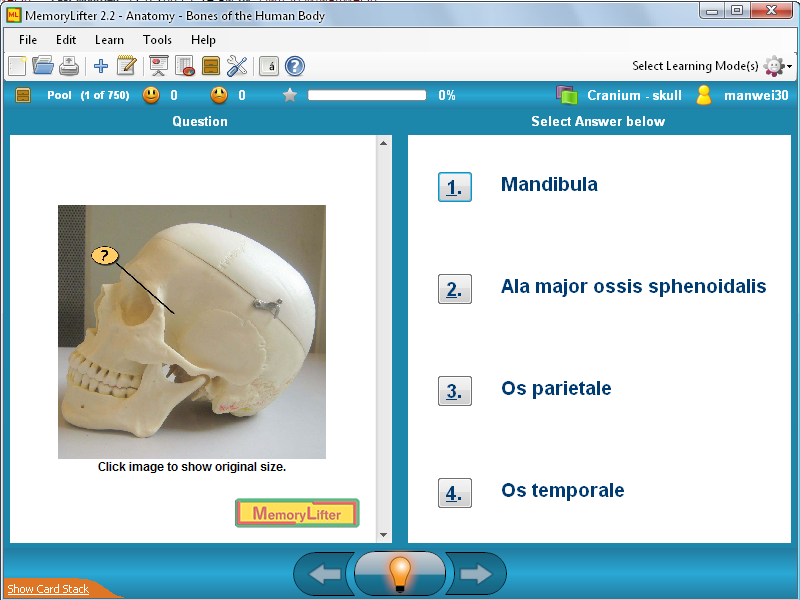 MemoryLifter 2.2 - Anatomy - Bones of the Human Body
File Edit Learn Tools Help
á ? Select Learning Mode(s)
Pool (1 of 750) 0 0 0% Cranium - skull manwei30
Question
Select Answer below
?
Click image to show original size.
MemoryLifter
1. Mandibula
2. Ala major ossis sphenoidalis
3. Os parietale
4. Os temporale
Show Card Stack